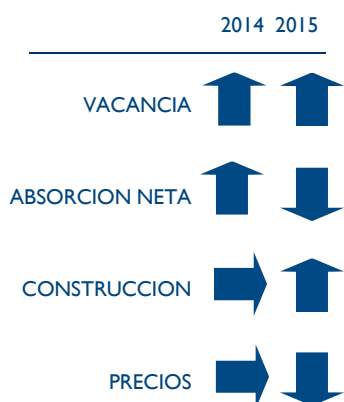 2014 2015
VACANCIA
ABSORCION NETA
CONSTRUCCION
PRECIOS